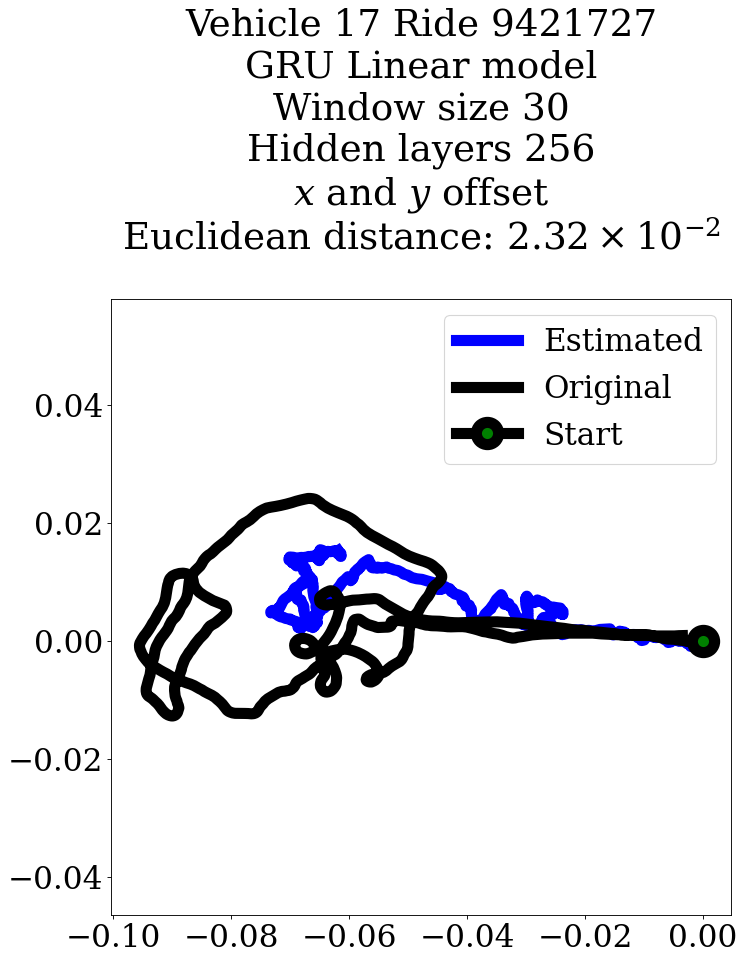 Vehicle 17 Ride 9421727
GRU Linear model
Window size 30
Hidden layers 256
x and y offset
Euclidean distance: 2.32 × 10⁻²
Estimated
Original
Start
0.04
0.02
0.00
−0.02
−0.04
−0.10 −0.08 −0.06 −0.04 −0.02 0.00